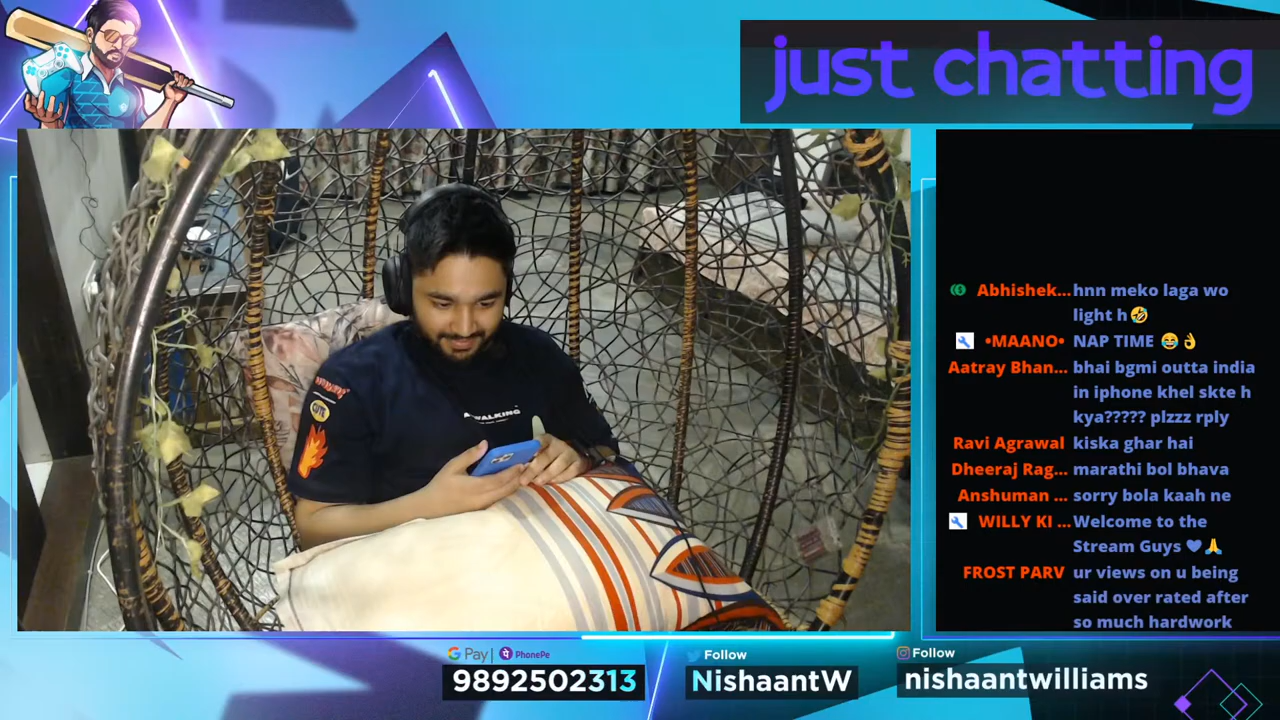 just chatting
Abhishek... hnn meko laga wo
light h🤣
•MAANO• NAP TIME 😂👌
Aatray Bhan... bhai bgmi outta india
in iphone khel skte h
kya????? plzzz rply
Ravi Agrawal kiska ghar hai
Dheeraj Rag... marathi bol bhava
Anshuman ... sorry bola kaah ne
WILLY KI ... Welcome to the
Stream Guys 💙🙏
FROST PARV ur views on u being
said over rated after
so much hardwork
CUTE
WALKING
G Pay | PhonePe
9892502313
Follow
NishaantW
Follow
nishaantwilliams